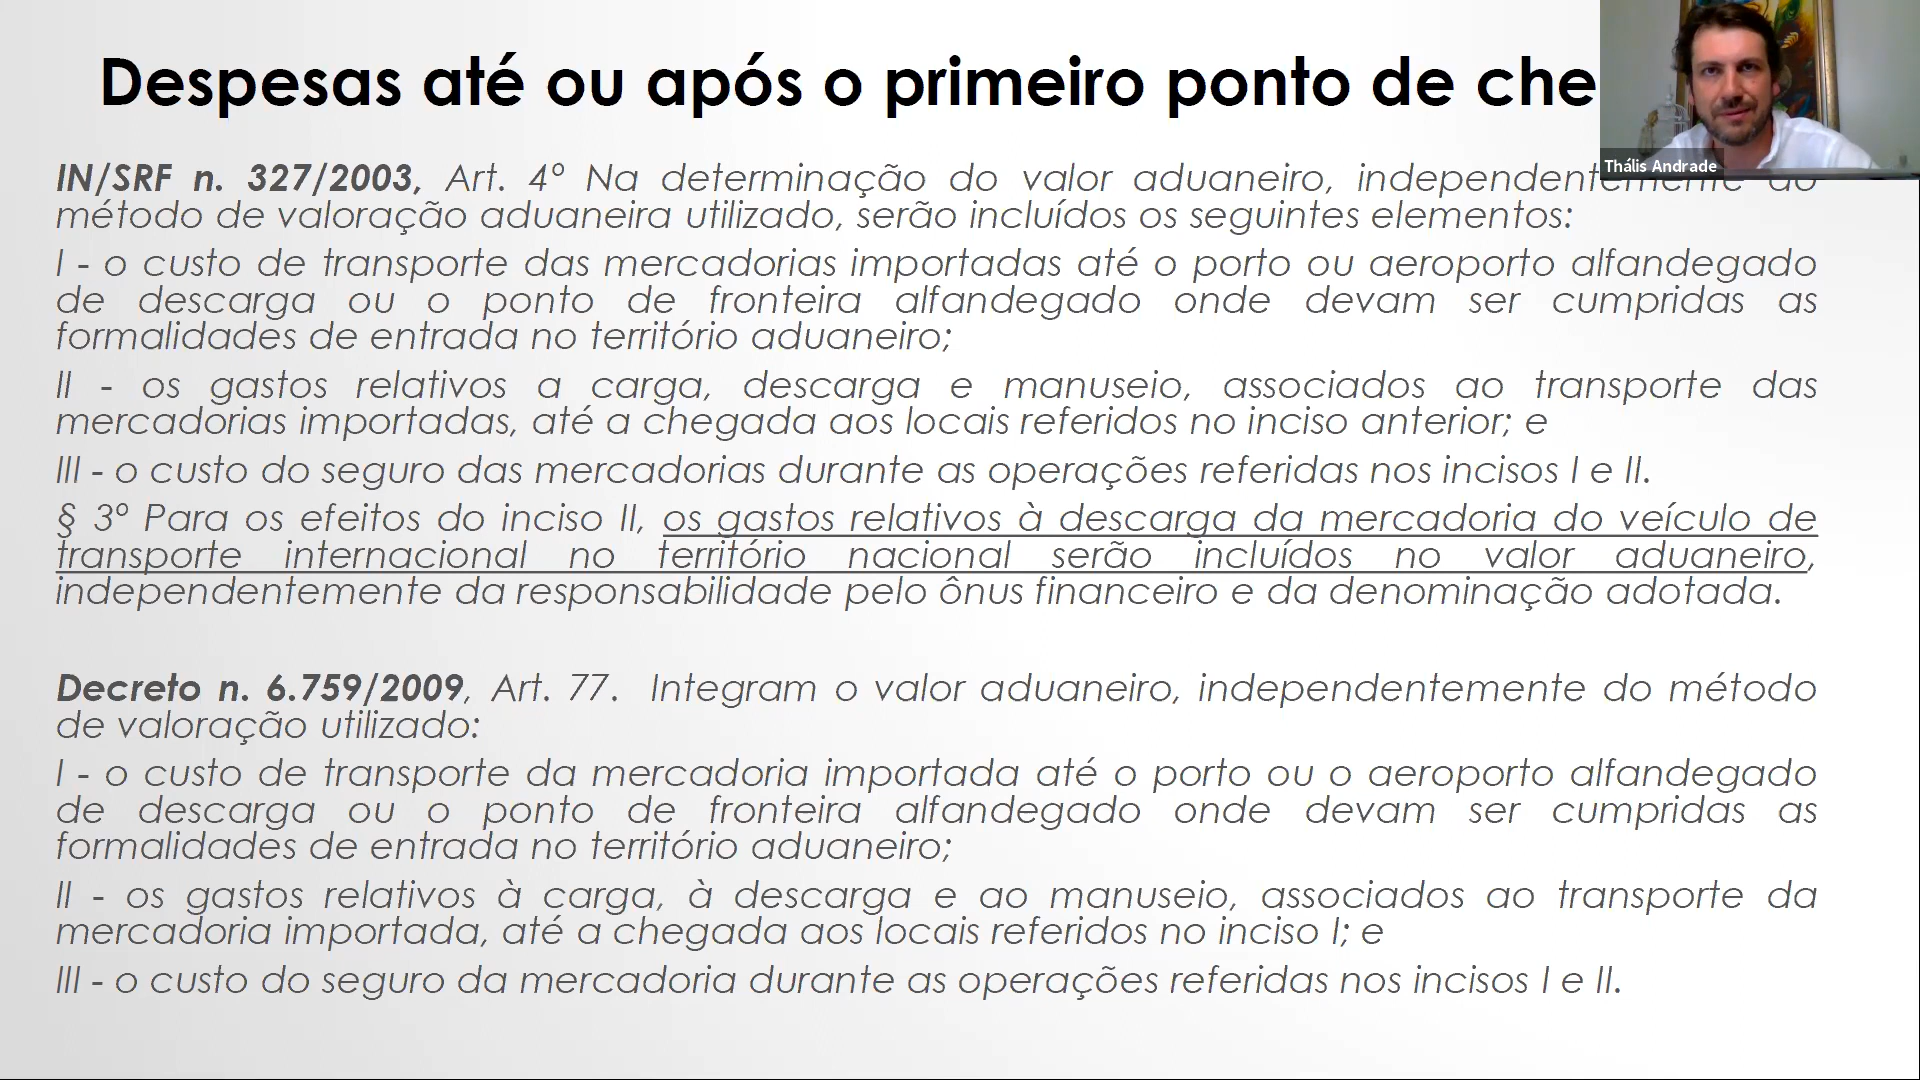 Despesas até ou após o primeiro ponto de che
Thális Andrade
IN/SRF n. 327/2003, Art. 4º Na determinação do valor aduaneiro, independentemente do
método de valoração aduaneira utilizado, serão incluídos os seguintes elementos:
I - o custo de transporte das mercadorias importadas até o porto ou aeroporto alfandegado
de descarga ou o ponto de fronteira alfandegado onde devam ser cumpridas as
formalidades de entrada no território aduaneiro;
II - os gastos relativos a carga, descarga e manuseio, associados ao transporte das
mercadorias importadas, até a chegada aos locais referidos no inciso anterior; e
III - o custo do seguro das mercadorias durante as operações referidas nos incisos I e II.
§ 3º Para os efeitos do inciso II, os gastos relativos à descarga da mercadoria do veículo de
transporte internacional no território nacional serão incluídos no valor aduaneiro,
independentemente da responsabilidade pelo ônus financeiro e da denominação adotada.
Decreto n. 6.759/2009, Art. 77. Integram o valor aduaneiro, independentemente do método
de valoração utilizado:
I - o custo de transporte da mercadoria importada até o porto ou o aeroporto alfandegado
de descarga ou o ponto de fronteira alfandegado onde devam ser cumpridas as
formalidades de entrada no território aduaneiro;
II - os gastos relativos à carga, à descarga e ao manuseio, associados ao transporte da
mercadoria importada, até a chegada aos locais referidos no inciso I; e
III - o custo do seguro da mercadoria durante as operações referidas nos incisos I e II.